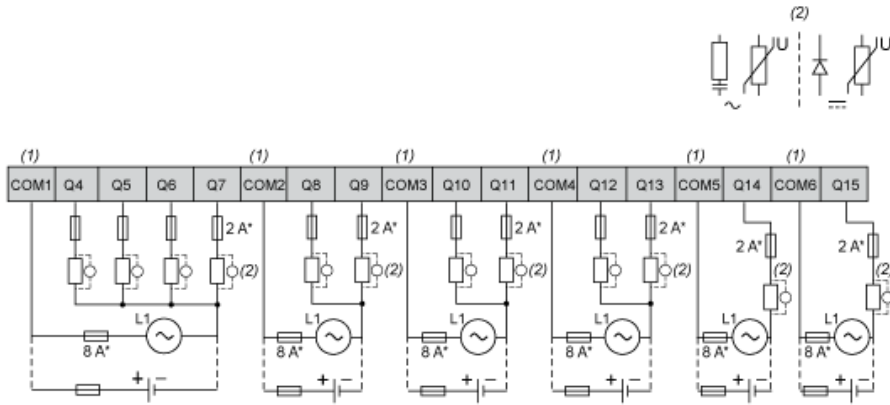 (2)
U U
~
(1) (1) (1) (1) (1) (1)
COM1 Q4 Q5 Q6 Q7 COM2 Q8 Q9 COM3 Q10 Q11 COM4 Q12 Q13 COM5 Q14 COM6 Q15
2 A* 2 A* 2 A* 2 A* 2 A* 2 A*
(2) (2) (2) (2) (2) (2)
L1 L1 L1 L1 L1 L1
8 A* 8 A* 8 A* 8 A* 8 A* 8 A*
+ − + − + − + − + − + −